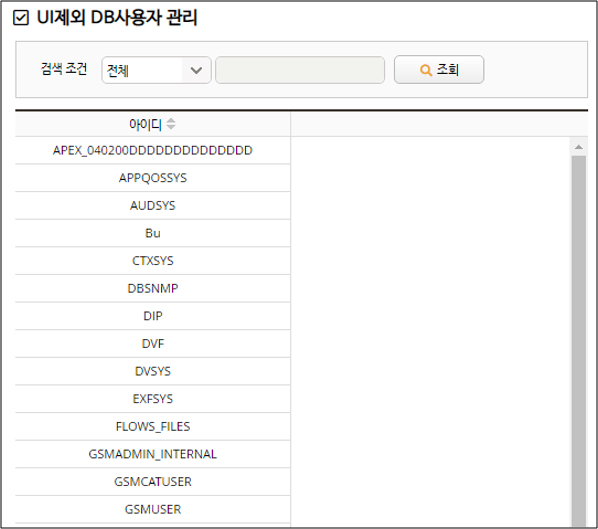 UI제외 DB사용자 관리
검색 조건 전체 조회
아이디
APEX_040200DDDDDDDDDDDDDD
APPQOSSYS
AUDSYS
Bu
CTXSYS
DBSNMP
DIP
DVF
DVSYS
EXFSYS
FLOWS_FILES
GSMADMIN_INTERNAL
GSMCATUSER
GSMUSER